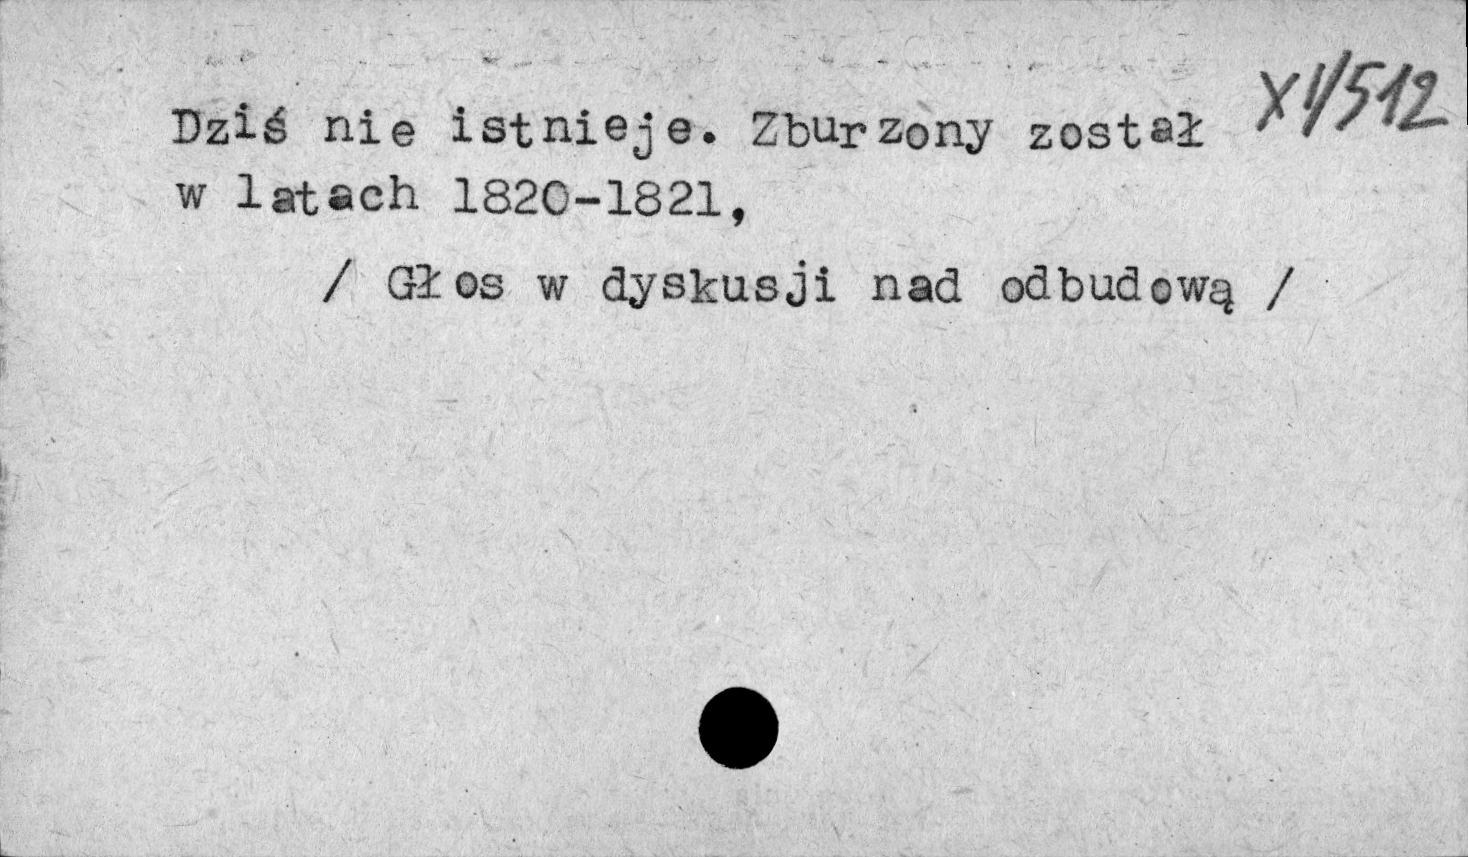 XI/512
Dziś nie istnieje. Zburzony został
w latach 1820-1821,
/ Głos w dyskusji nad odbudową /